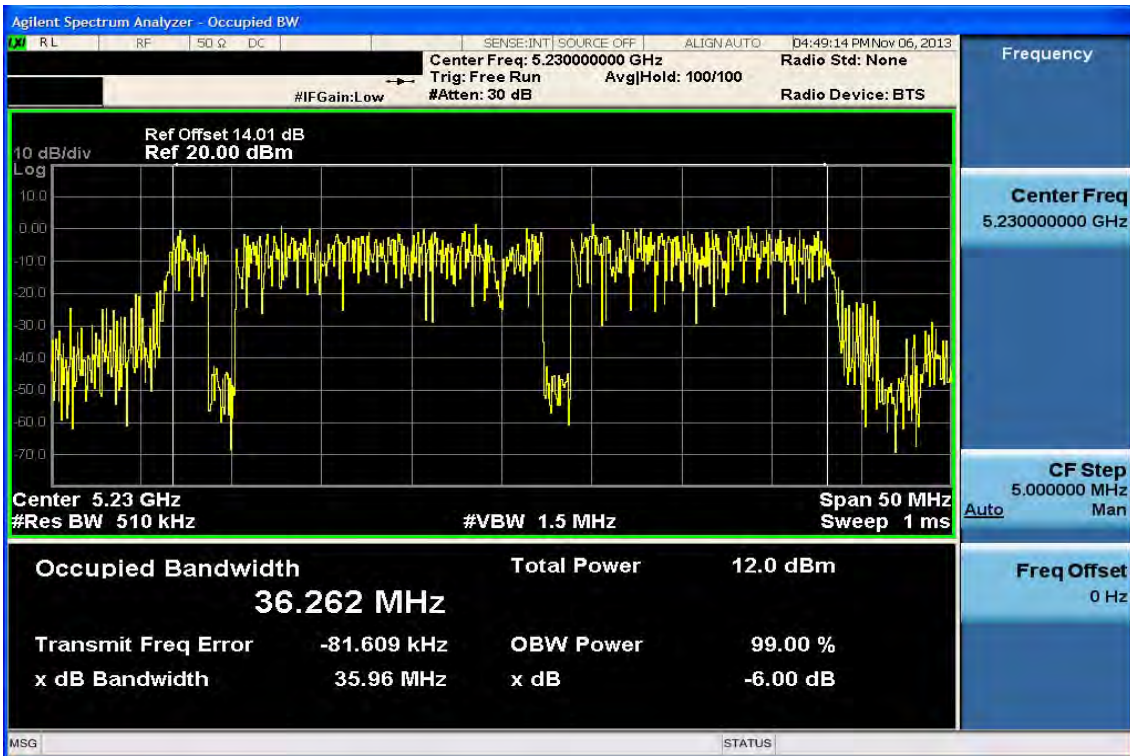 Agilent Spectrum Analyzer - Occupied BW
LXI RL RF 50 Ω DC SENSE:INT SOURCE OFF ALIGN AUTO 04:49:14 PM Nov 06, 2013
Center Freq: 5.230000000 GHz Radio Std: None
Trig: Free Run Avg|Hold: 100/100
#IFGain:Low #Atten: 30 dB Radio Device: BTS
Frequency
Ref Offset 14.01 dB
10 dB/div Ref 20.00 dBm
Log
10.0
0.00
-10.0
-20.0
-30.0
-40.0
-50.0
-60.0
-70.0
Center Freq
5.230000000 GHz
Center 5.23 GHz Span 50 MHz
#Res BW 510 kHz #VBW 1.5 MHz Sweep 1 ms
CF Step
5.000000 MHz
Auto Man
Occupied Bandwidth Total Power 12.0 dBm
36.262 MHz
Transmit Freq Error -81.609 kHz OBW Power 99.00 %
x dB Bandwidth 35.96 MHz x dB -6.00 dB
Freq Offset
0 Hz
MSG STATUS